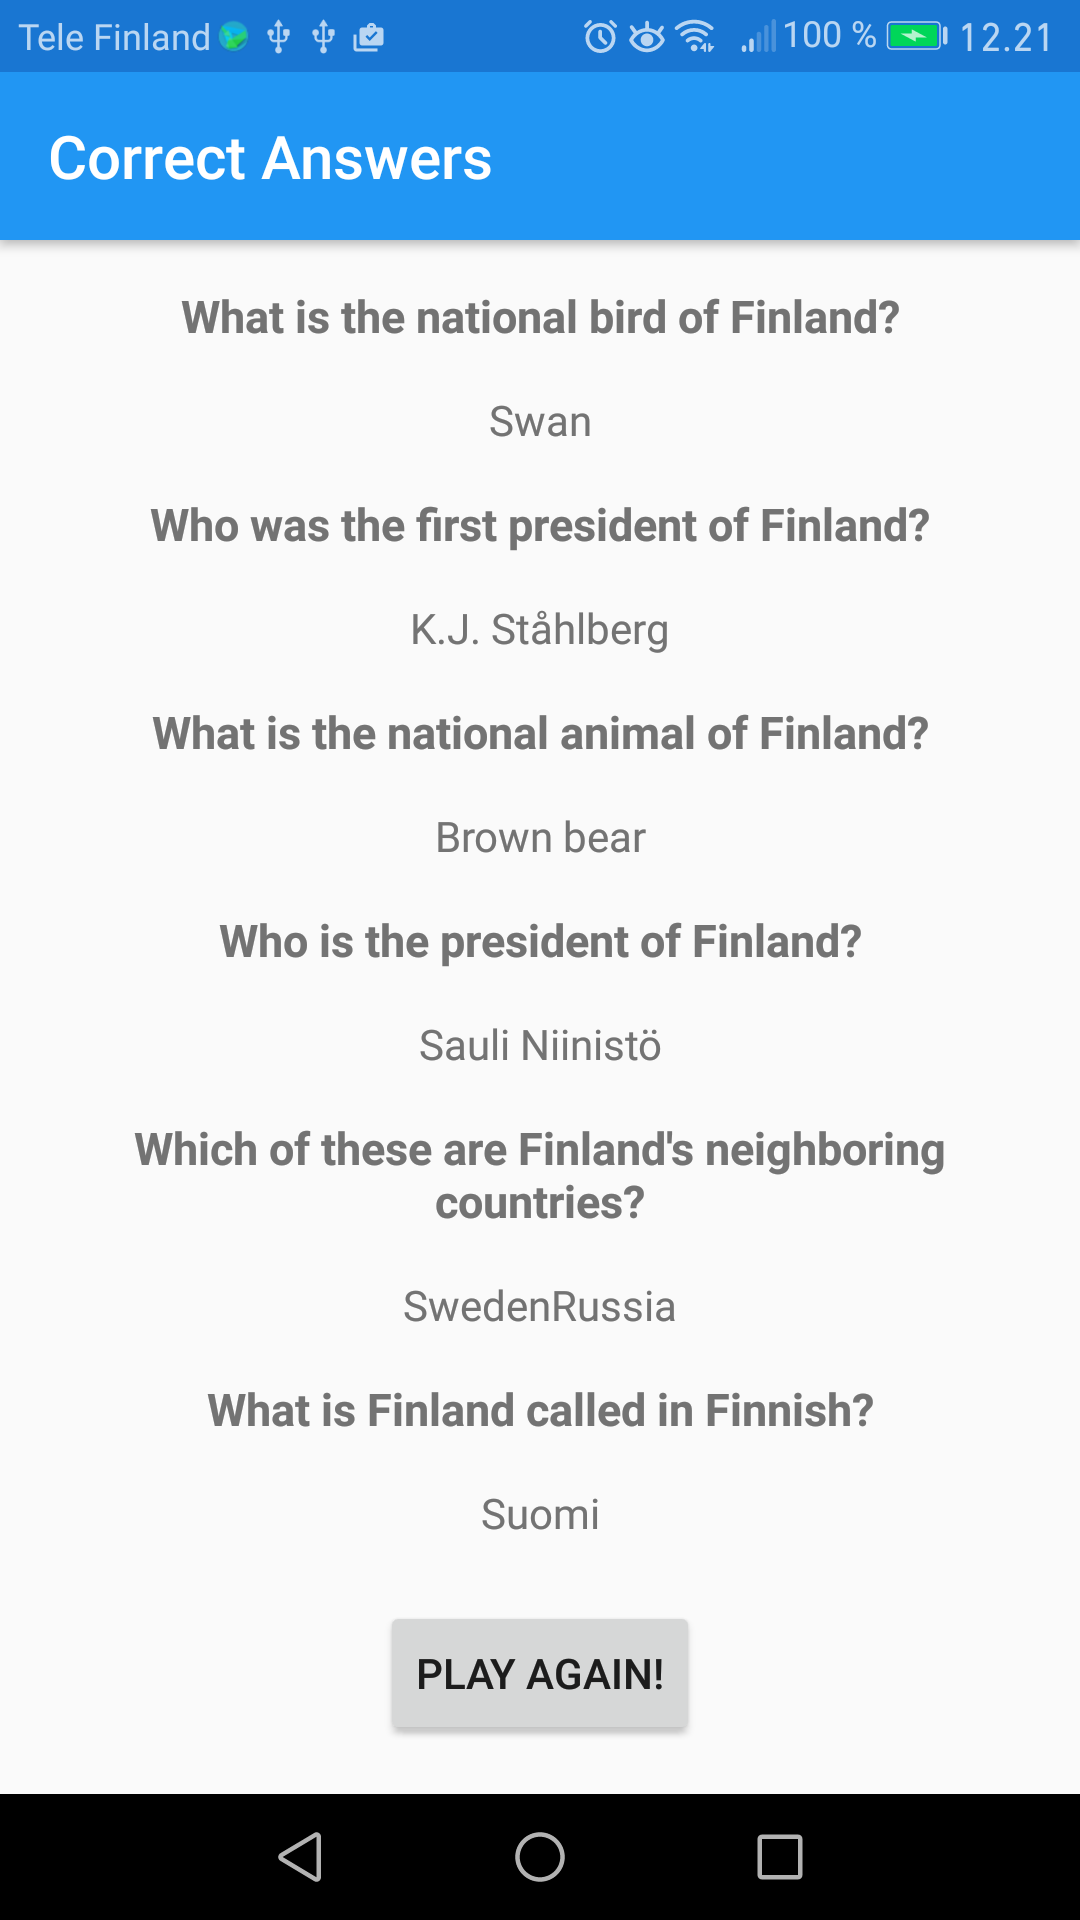 Tele Finland 100 % 12.21
Correct Answers
What is the national bird of Finland?
Swan
Who was the first president of Finland?
K.J. Ståhlberg
What is the national animal of Finland?
Brown bear
Who is the president of Finland?
Sauli Niinistö
Which of these are Finland's neighboring
countries?
SwedenRussia
What is Finland called in Finnish?
Suomi
PLAY AGAIN!